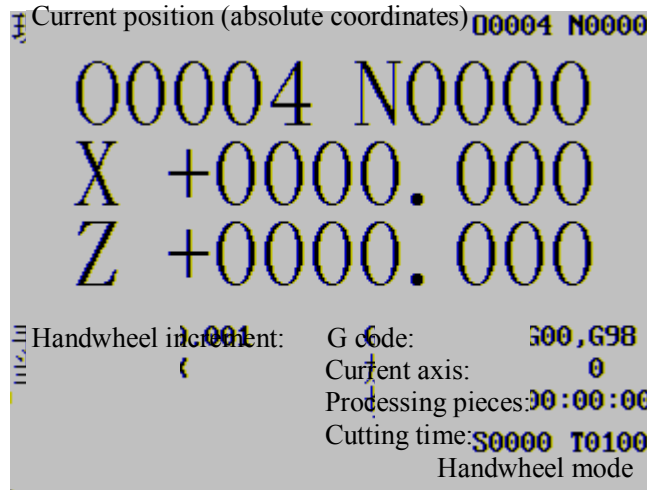 Current position (absolute coordinates) O0004 N0000
O0004 N0000
X +0000.000
Z +0000.000
Handwheel increment: .001 G code: G00,G98
Current axis: 0
Processing pieces: 00:00:00
Cutting time: S0000 T0100
Handwheel mode